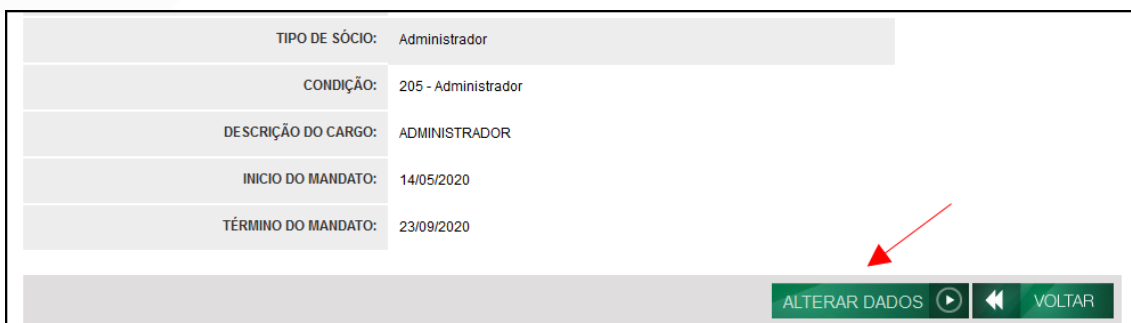 TIPO DE SÓCIO: Administrador
CONDIÇÃO: 205 - Administrador
DESCRIÇÃO DO CARGO: ADMINISTRADOR
INICIO DO MANDATO: 14/05/2020
TÉRMINO DO MANDATO: 23/09/2020
ALTERAR DADOS VOLTAR